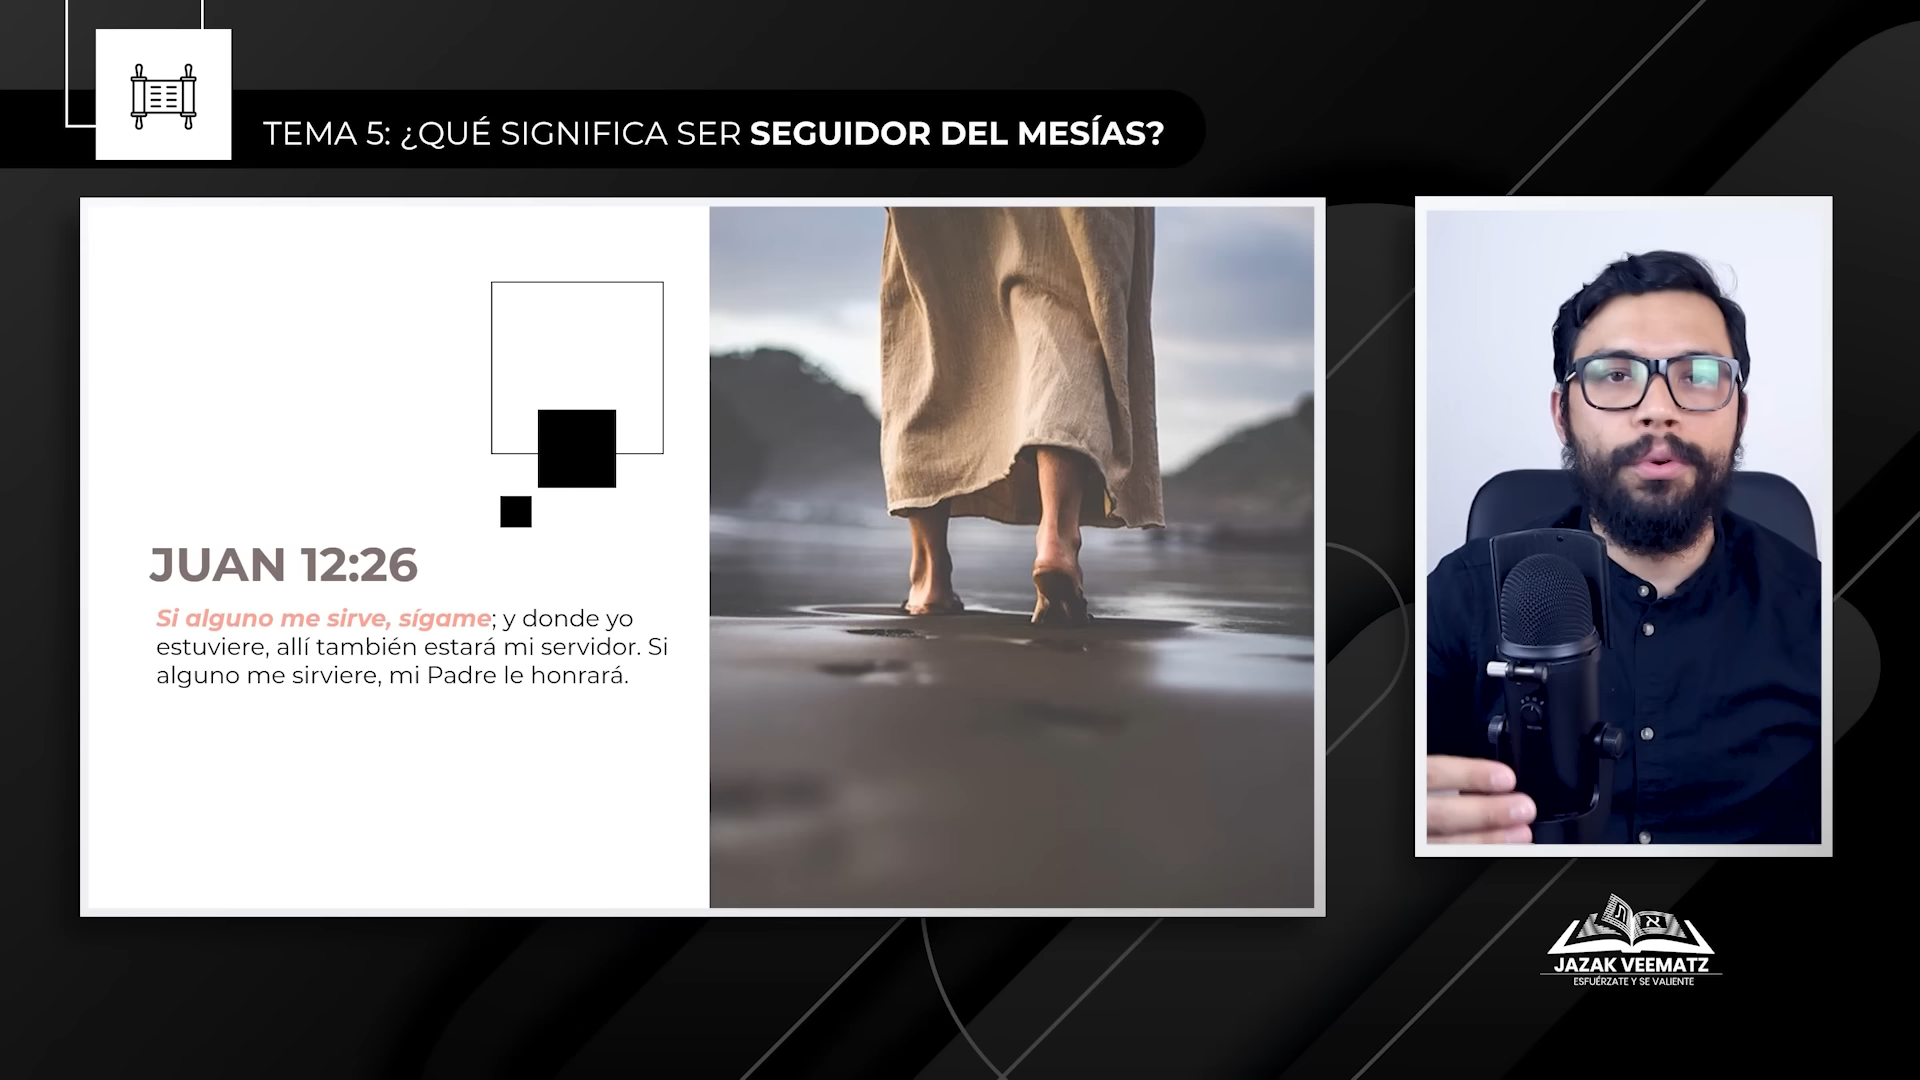 TEMA 5: ¿QUÉ SIGNIFICA SER SEGUIDOR DEL MESÍAS?
JUAN 12:26
Si alguno me sirve, sígame; y donde yo
estuviere, allí también estará mi servidor. Si
alguno me sirviere, mi Padre le honrará.
ת א
JAZAK VEEMATZ
ESFUÉRZATE Y SE VALIENTE